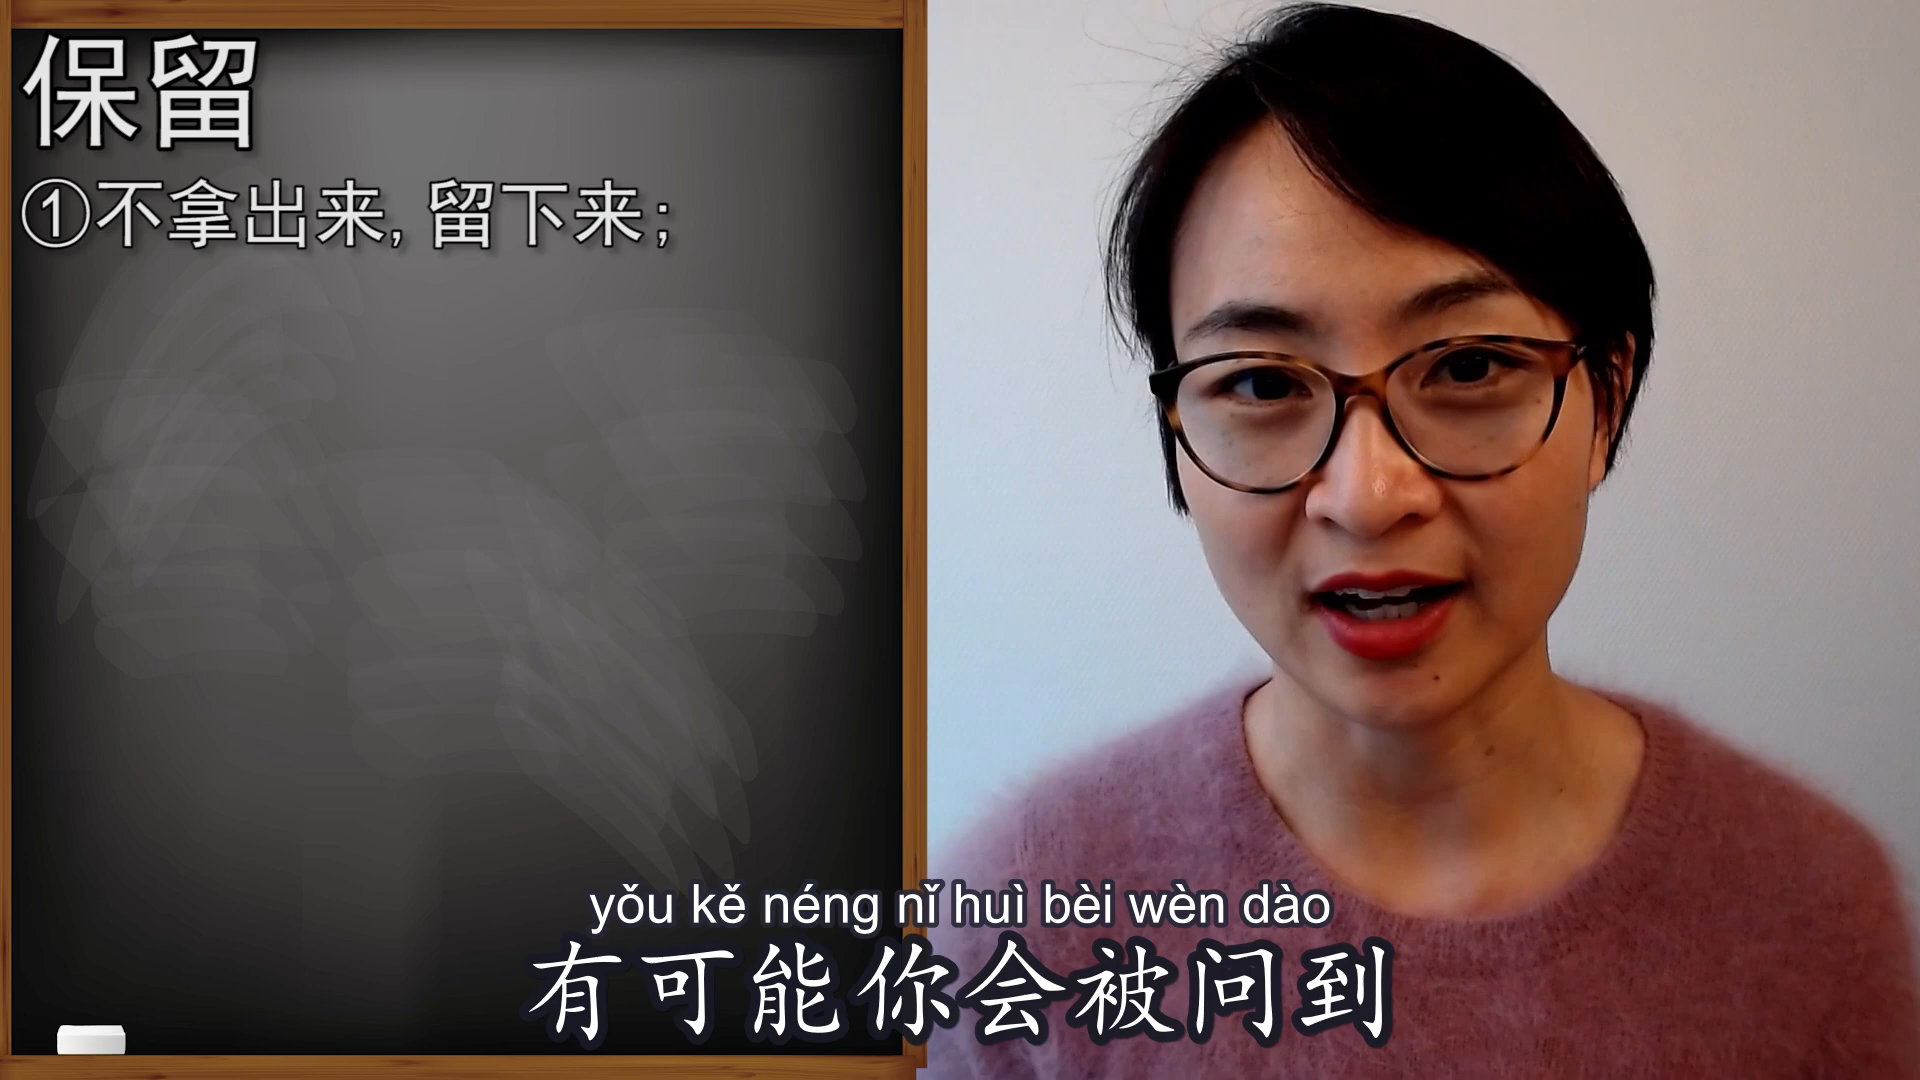 保留
①不拿出来,留下来;
yǒu kě néng nǐ huì bèi wèn dào
有可能你会被问到